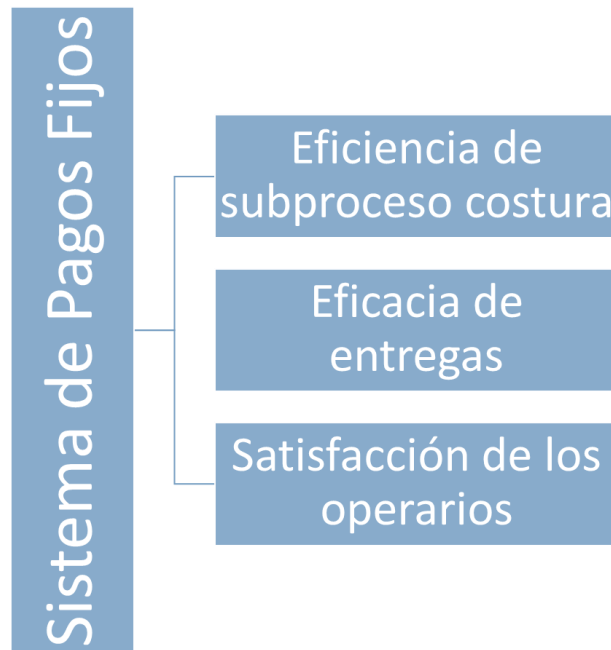 Sistema de Pagos Fijos
Eficiencia de
subproceso costura
Eficacia de
entregas
Satisfacción de los
operarios